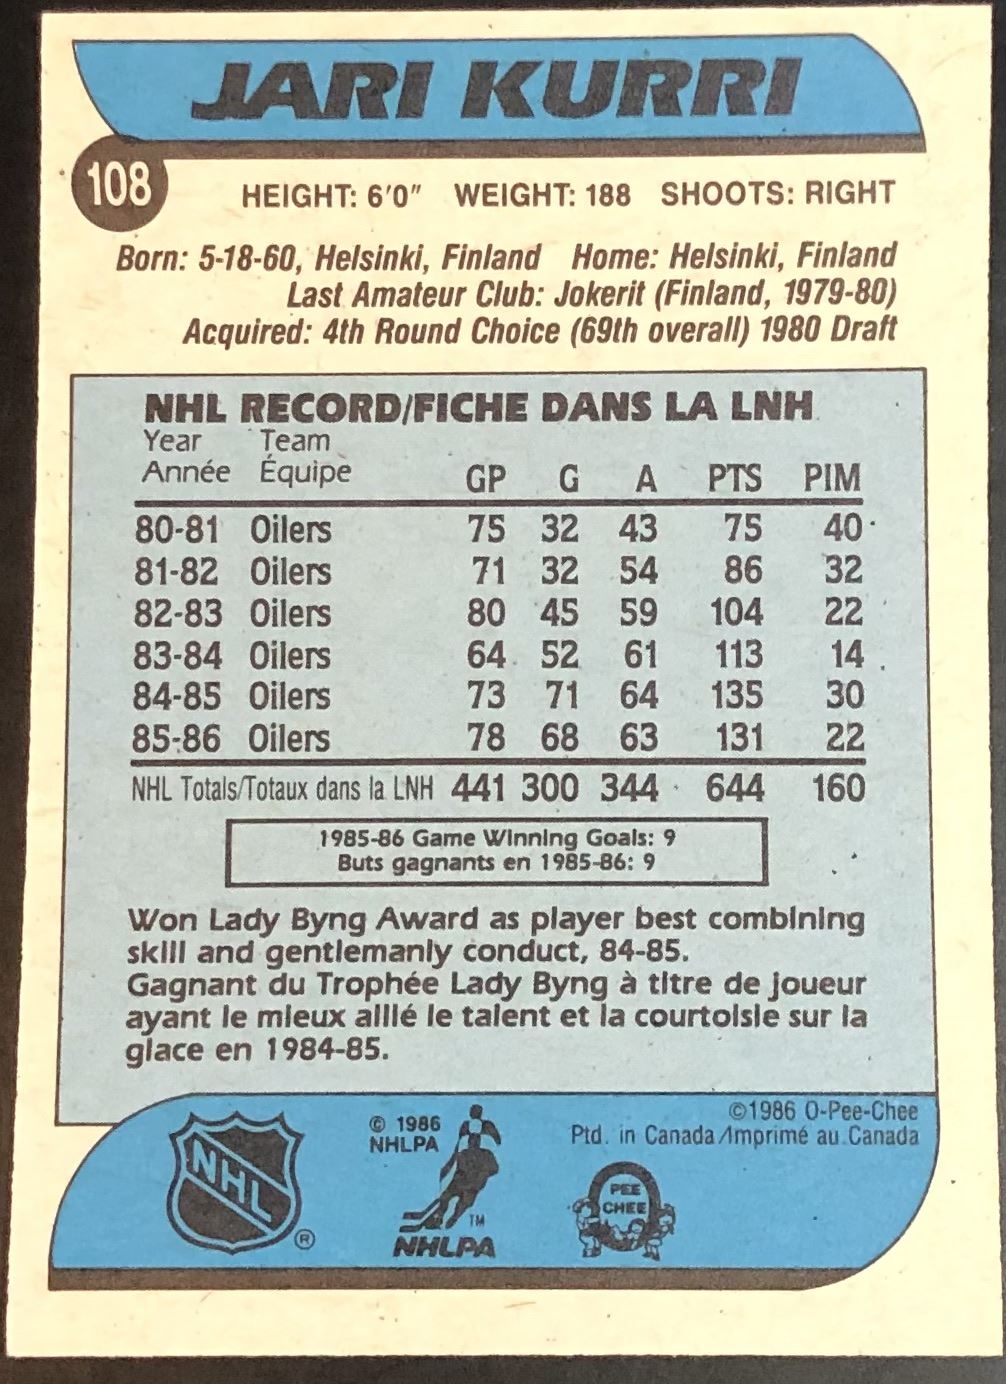 JARI KURRI
108
HEIGHT: 6'0" WEIGHT: 188 SHOOTS: RIGHT
Born: 5-18-60, Helsinki, Finland Home: Helsinki, Finland
Last Amateur Club: Jokerit (Finland, 1979-80)
Acquired: 4th Round Choice (69th overall) 1980 Draft
NHL RECORD/FICHE DANS LA LNH
Year Team
Année Équipe GP G A PTS PIM
80-81 Oilers 75 32 43 75 40
81-82 Oilers 71 32 54 86 32
82-83 Oilers 80 45 59 104 22
83-84 Oilers 64 52 61 113 14
84-85 Oilers 73 71 64 135 30
85-86 Oilers 78 68 63 131 22
NHL Totals/Totaux dans la LNH 441 300 344 644 160
1985-86 Game Winning Goals: 9
Buts gagnants en 1985-86: 9
Won Lady Byng Award as player best combining
skill and gentlemanly conduct, 84-85.
Gagnant du Trophée Lady Byng à titre de joueur
ayant le mieux allié le talent et la courtoisie sur la
glace en 1984-85.
NHL
®
© 1986
NHLPA
TM
NHLPA
©1986 O-Pee-Chee
Ptd. in Canada/Imprimé au Canada
PEE
CHEE